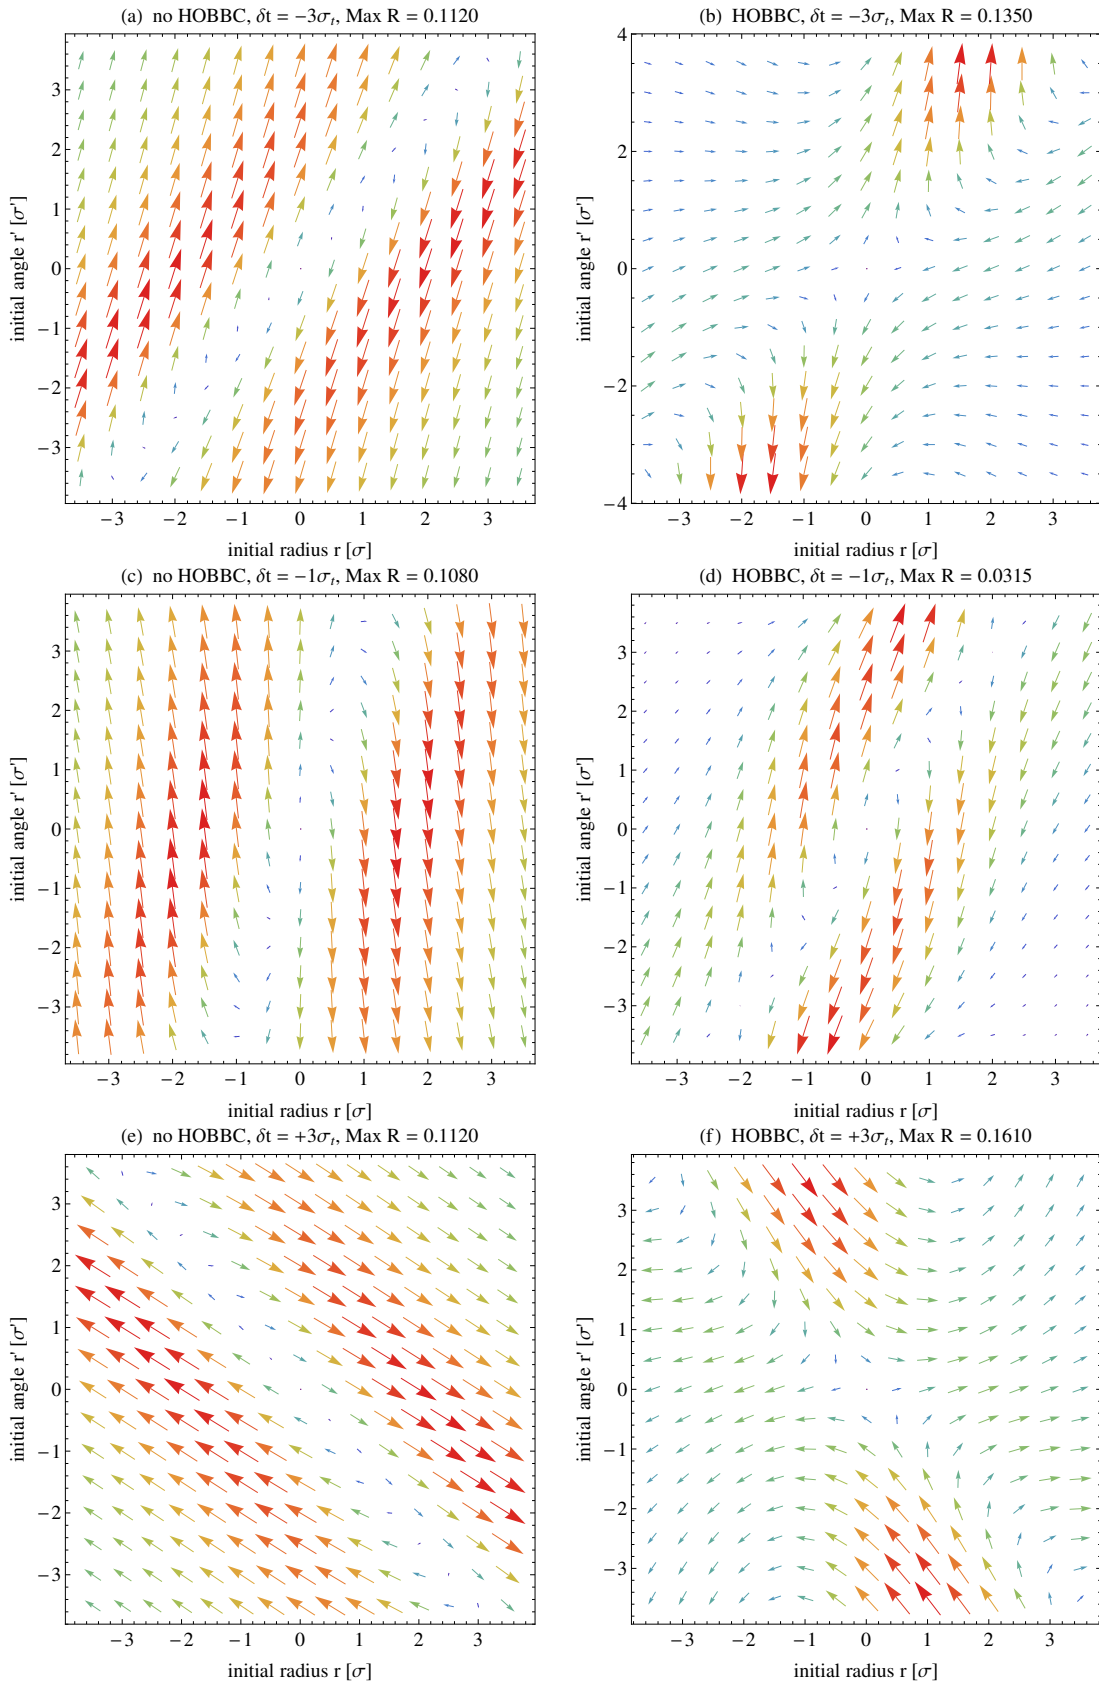 (a) no HOBBC, δt = −3σt, Max R = 0.1120
(b) HOBBC, δt = −3σt, Max R = 0.1350
initial angle r' [σ']
3
2
1
0
−1
−2
−3
−3 −2 −1 0 1 2 3
initial radius r [σ]
initial angle r' [σ']
4
2
0
−2
−4
−3 −2 −1 0 1 2 3
initial radius r [σ]
(c) no HOBBC, δt = −1σt, Max R = 0.1080
(d) HOBBC, δt = −1σt, Max R = 0.0315
initial angle r' [σ']
3
2
1
0
−1
−2
−3
−3 −2 −1 0 1 2 3
initial radius r [σ]
initial angle r' [σ']
3
2
1
0
−1
−2
−3
−3 −2 −1 0 1 2 3
initial radius r [σ]
(e) no HOBBC, δt = +3σt, Max R = 0.1120
(f) HOBBC, δt = +3σt, Max R = 0.1610
initial angle r' [σ']
3
2
1
0
−1
−2
−3
−3 −2 −1 0 1 2 3
initial radius r [σ]
initial angle r' [σ']
3
2
1
0
−1
−2
−3
−3 −2 −1 0 1 2 3
initial radius r [σ]